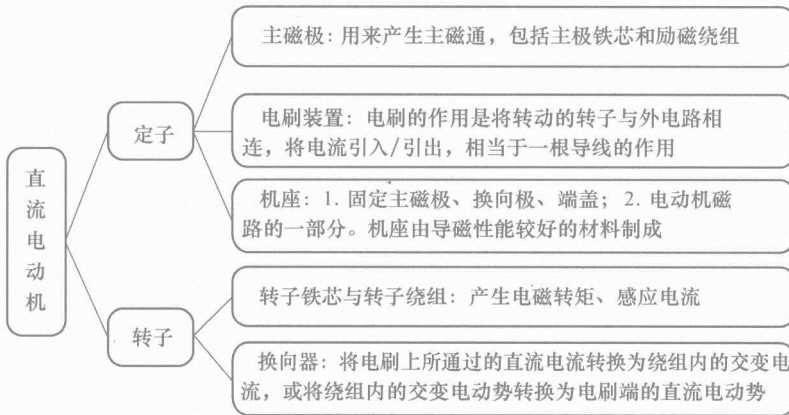 主磁极：用来产生主磁通，包括主极铁芯和励磁绕组
定子
电刷装置：电刷的作用是将转动的转子与外电路相
连，将电流引入/引出，相当于一根导线的作用
机座：1. 固定主磁极、换向极、端盖；2. 电动机磁
路的一部分。机座由导磁性能较好的材料制成
直流电动机
转子铁芯与转子绕组：产生电磁转矩、感应电流
转子
换向器：将电刷上所通过的直流电流转换为绕组内的交变电
流，或将绕组内的交变电动势转换为电刷端的直流电动势